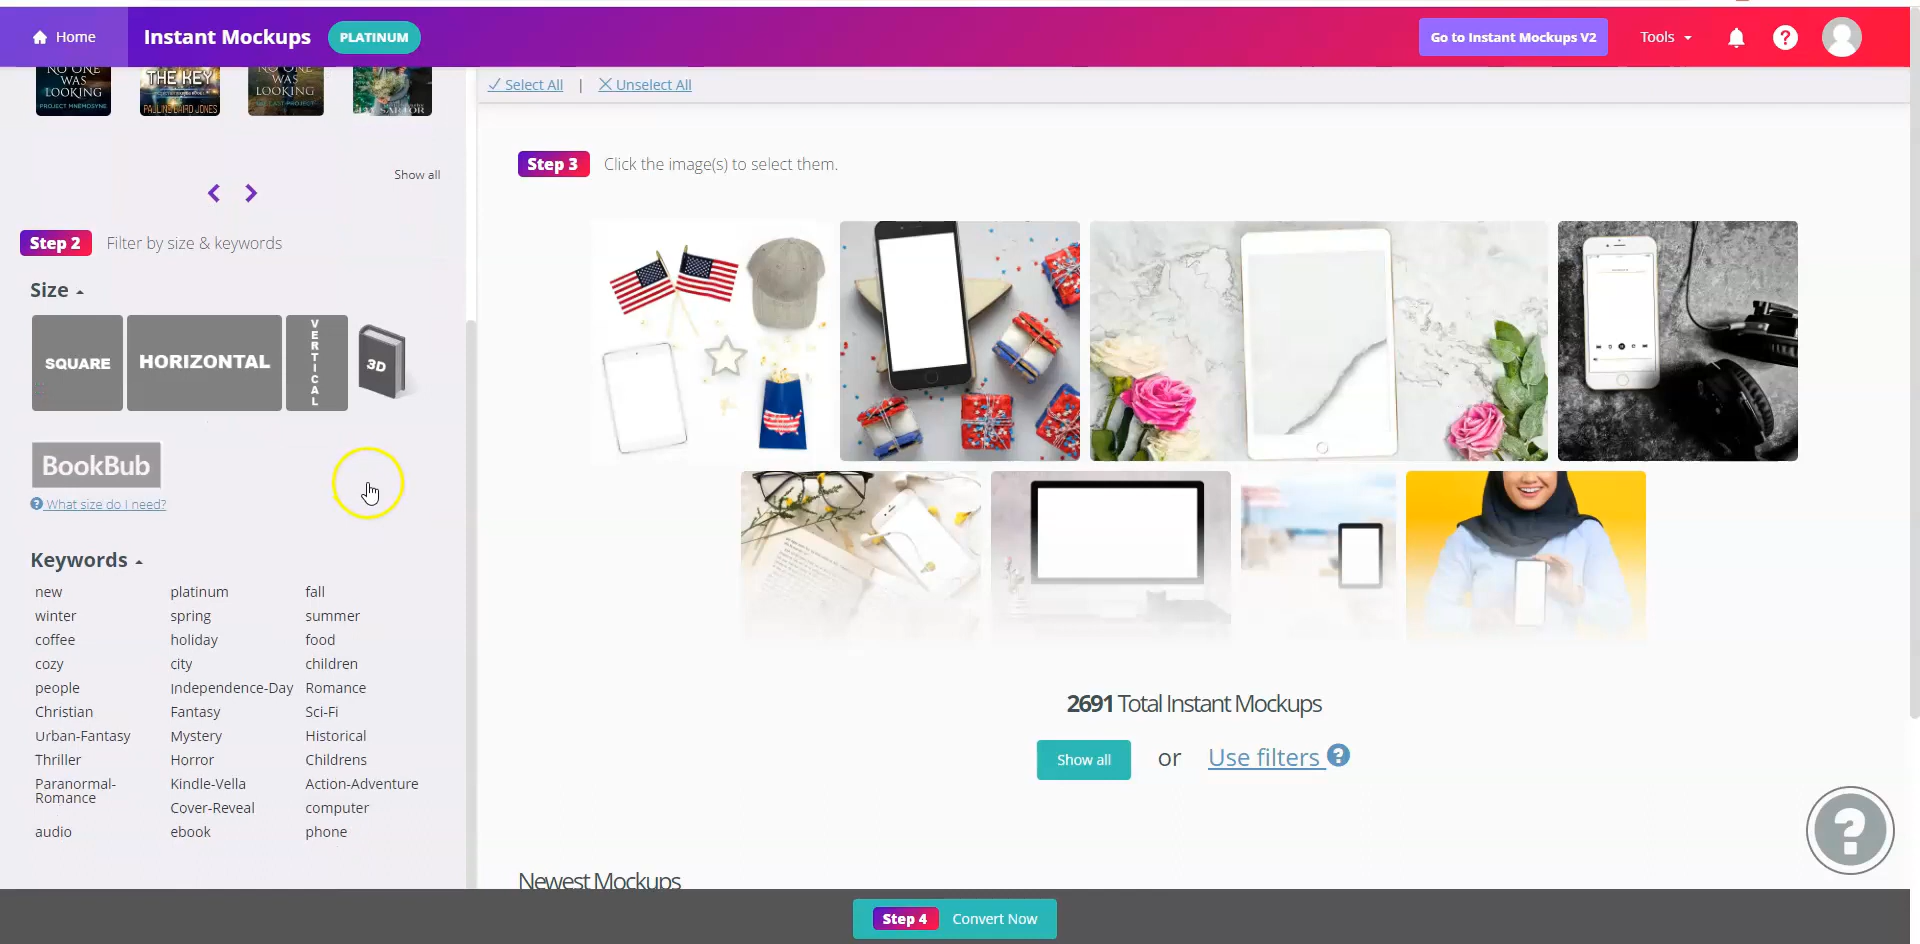 Home
Instant Mockups
PLATINUM
Go to Instant Mockups V2
Tools
?
NO ONE
WAS
LOOKING
PROJECT MNEMOSYNE
THE KEY
PAULINE BAIRD JONES
NO ONE
WAS
LOOKING
Select All | Unselect All
Show all
Step 2 Filter by size & keywords
Size
SQUARE
HORIZONTAL
VERTICAL
3D
BookBub
? What size do I need?
Keywords
new platinum fall
winter spring summer
coffee holiday food
cozy city children
people Independence-Day Romance
Christian Fantasy Sci-Fi
Urban-Fantasy Mystery Historical
Thriller Horror Childrens
Paranormal-
Romance
Kindle-Vella Action-Adventure
Cover-Reveal computer
audio ebook phone
Step 3 Click the image(s) to select them.
2691 Total Instant Mockups
Show all or Use filters ?
?
Newest Mockups
Step 4 Convert Now